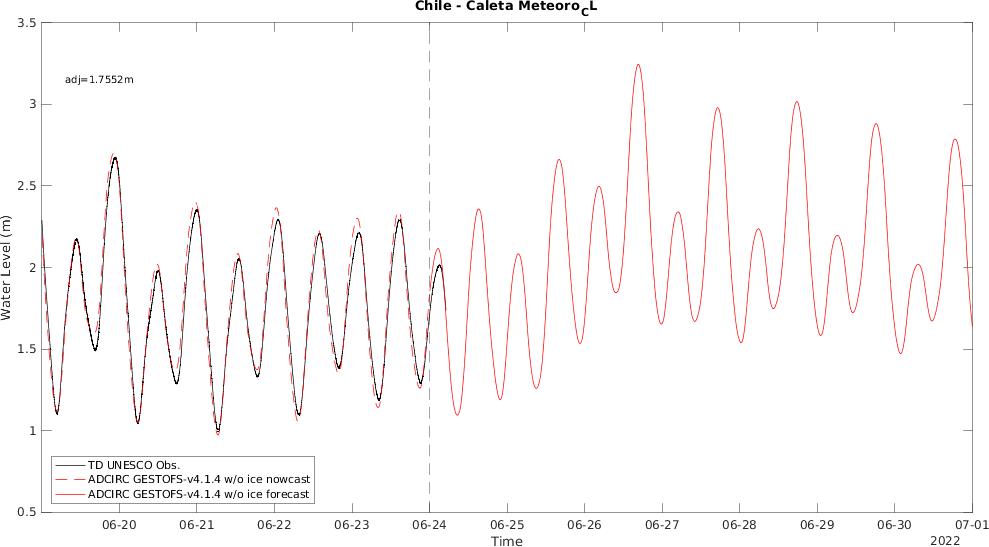 Chile - Caleta Meteoro_CL
adj=1.7552m
Water Level (m)
3.5
3
2.5
2
1.5
1
0.5
TD UNESCO Obs.
ADCIRC GESTOFS-v4.1.4 w/o ice nowcast
ADCIRC GESTOFS-v4.1.4 w/o ice forecast
06-20 06-21 06-22 06-23 06-24 06-25 06-26 06-27 06-28 06-29 06-30 07-01
Time
2022